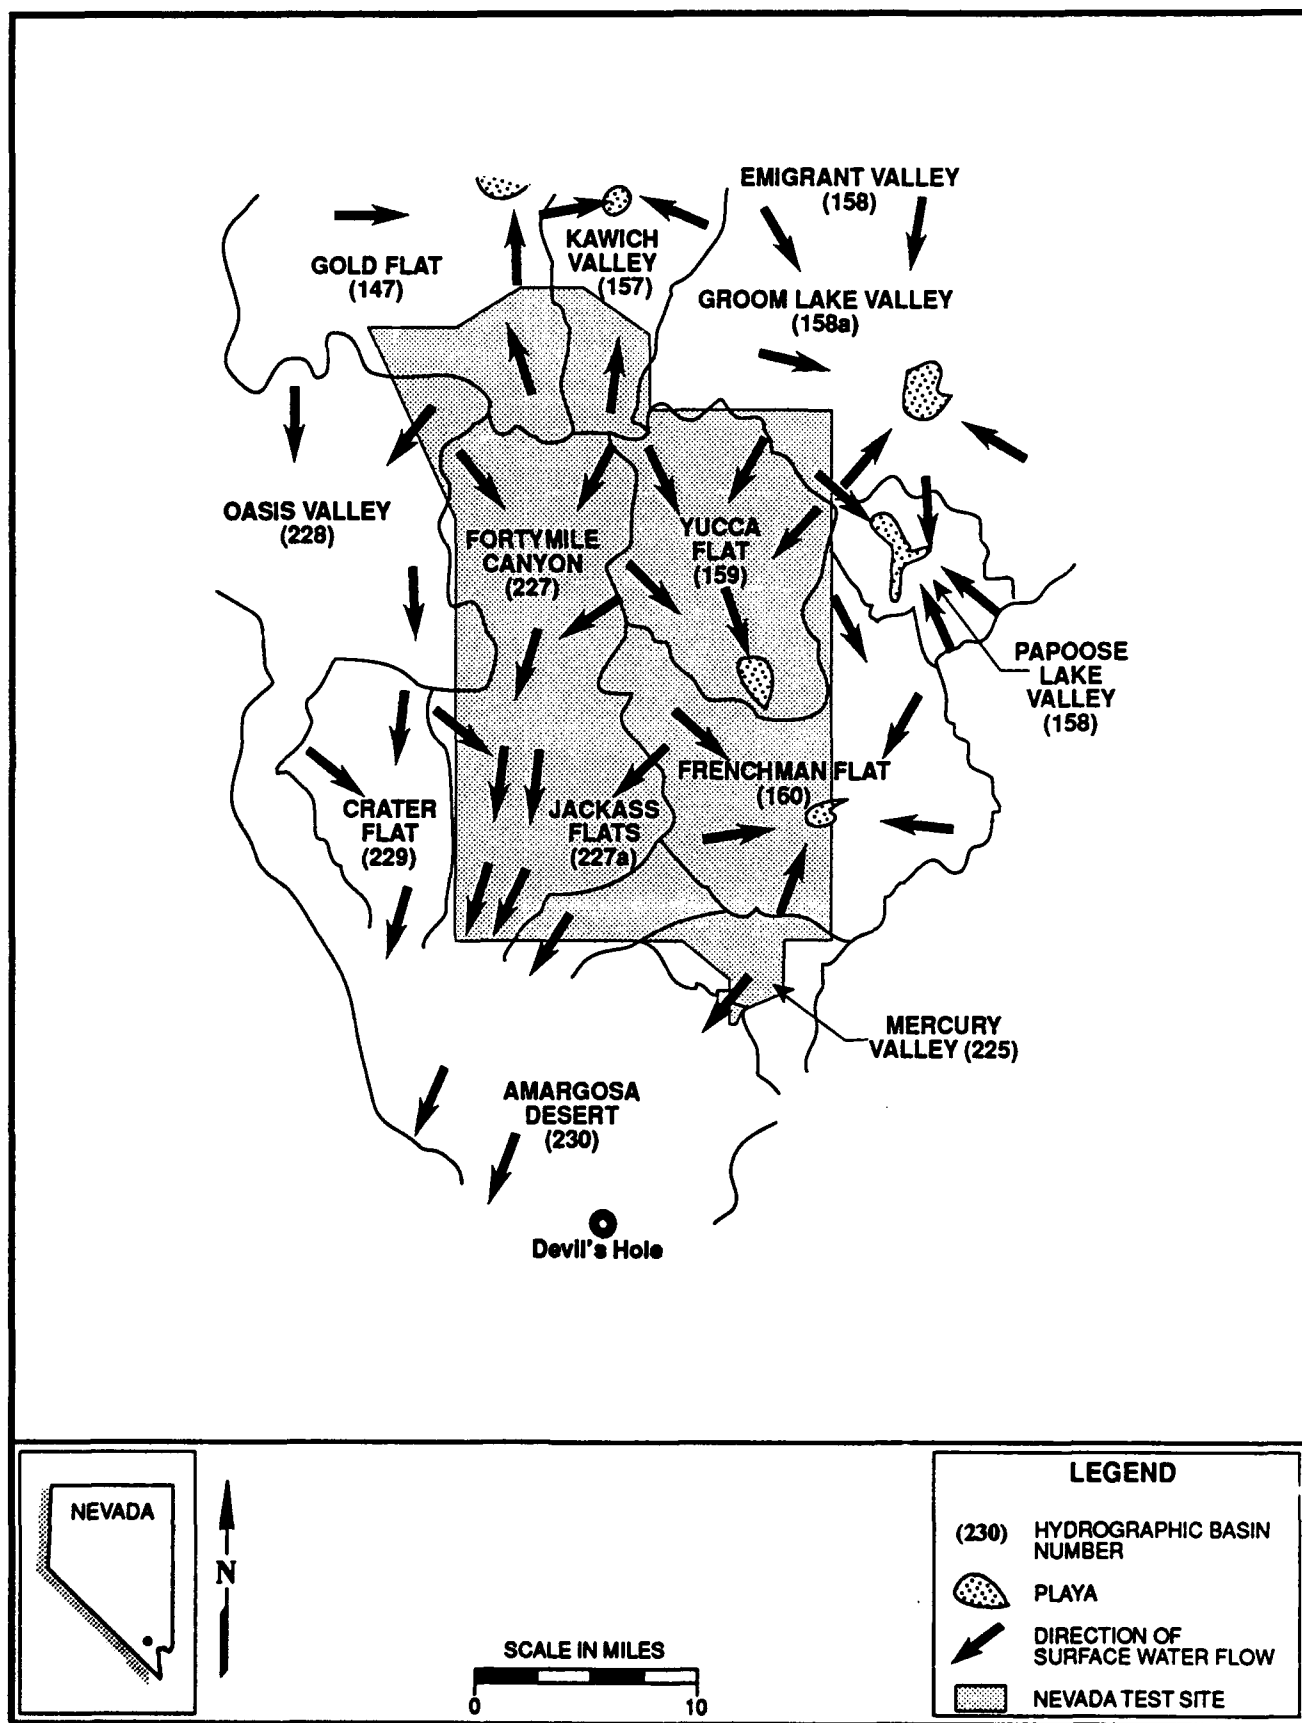 EMIGRANT VALLEY
(158)
KAWICH
VALLEY
(157)
GOLD FLAT
(147)
GROOM LAKE VALLEY
(158a)
OASIS VALLEY
(228)
FORTYMILE
CANYON
(227)
YUCCA
FLAT
(159)
PAPOOSE
LAKE
VALLEY
(158)
FRENCHMAN FLAT
(160)
CRATER
FLAT
(229)
JACKASS
FLATS
(227a)
MERCURY
VALLEY (225)
AMARGOSA
DESERT
(230)
Devil's Hole
NEVADA
N
SCALE IN MILES
0 10
LEGEND
(230) HYDROGRAPHIC BASIN
NUMBER
PLAYA
DIRECTION OF
SURFACE WATER FLOW
NEVADA TEST SITE